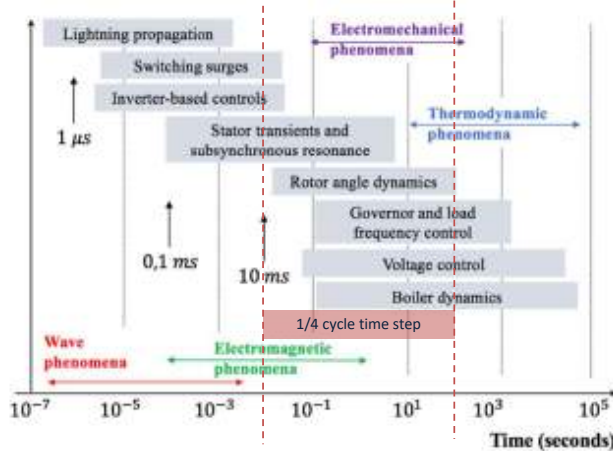 Lightning propagation
Electromechanical
phenomena
Switching surges
Inverter-based controls
1 μs
Thermodynamic
phenomena
Stator transients and
subsynchronous resonance
Rotor angle dynamics
Governor and load
frequency control
0,1 ms
10 ms
Voltage control
Boiler dynamics
1/4 cycle time step
Wave
phenomena
Electromagnetic
phenomena
10⁻⁷ 10⁻⁵ 10⁻³ 10⁻¹ 10¹ 10³ 10⁵
Time (seconds)